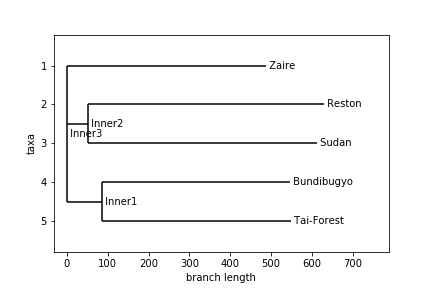 1
Zaire
2
Reston
Inner2
Inner3
3
Sudan
taxa
4
Bundibugyo
Inner1
5
Tai-Forest
0 100 200 300 400 500 600 700
branch length